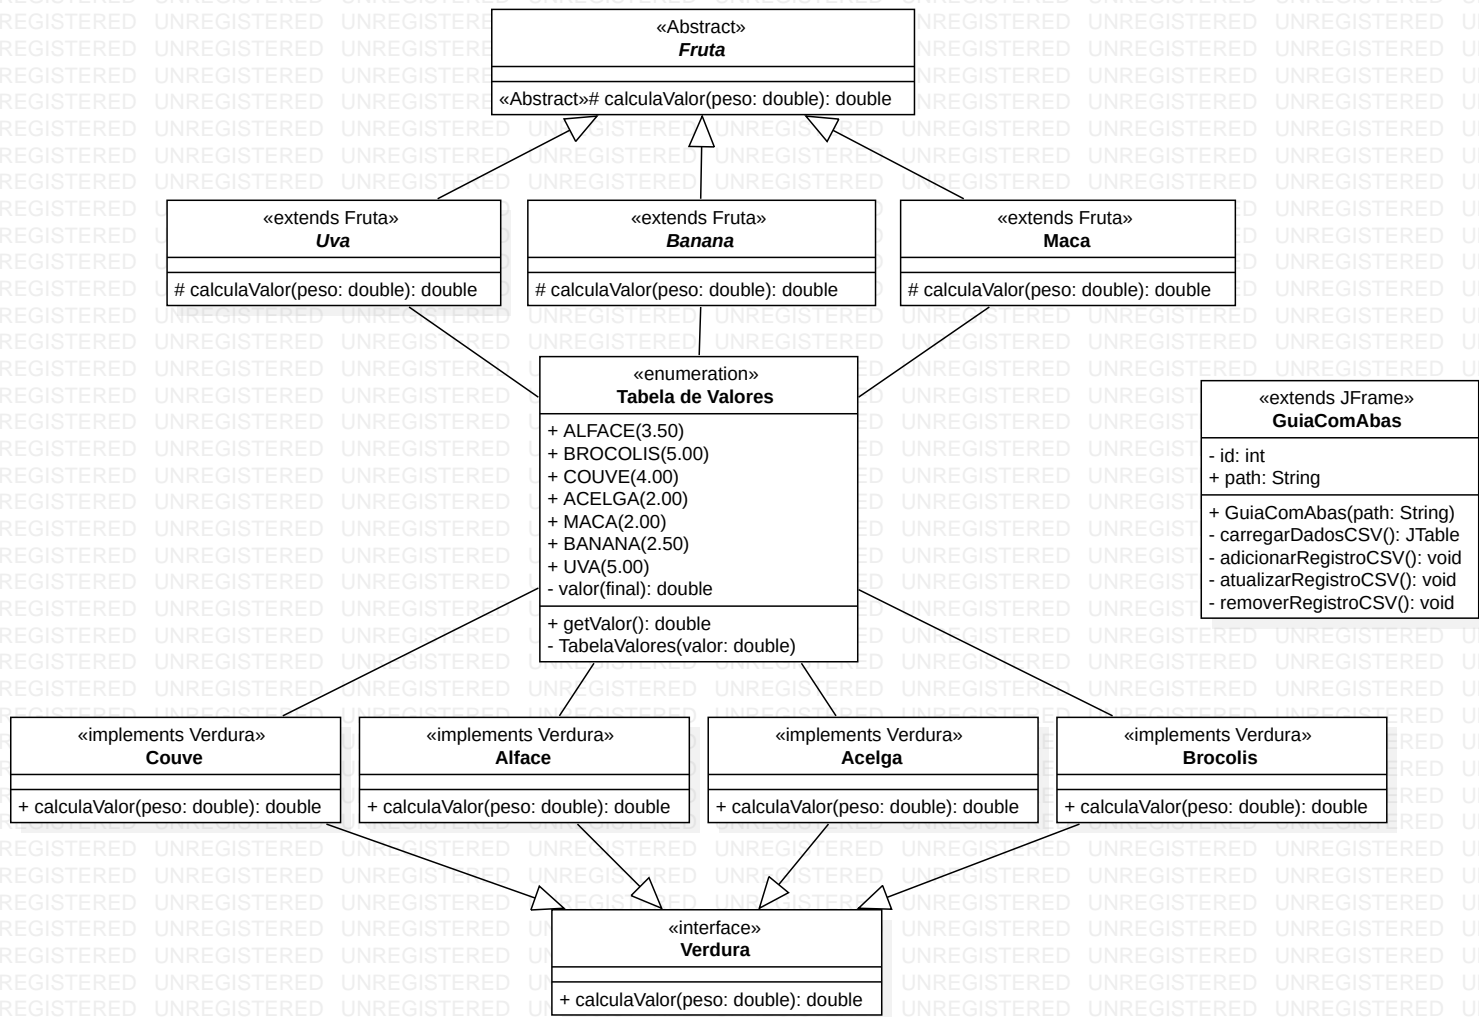 «Abstract»
Fruta
«Abstract»# calculaValor(peso: double): double
«extends Fruta»
Uva
# calculaValor(peso: double): double
«extends Fruta»
Banana
# calculaValor(peso: double): double
«extends Fruta»
Maca
# calculaValor(peso: double): double
«enumeration»
Tabela de Valores
+ ALFACE(3.50)
+ BROCOLIS(5.00)
+ COUVE(4.00)
+ ACELGA(2.00)
+ MACA(2.00)
+ BANANA(2.50)
+ UVA(5.00)
- valor(final): double
+ getValor(): double
- TabelaValores(valor: double)
«extends JFrame»
GuiaComAbas
- id: int
+ path: String
+ GuiaComAbas(path: String)
- carregarDadosCSV(): JTable
- adicionarRegistroCSV(): void
- atualizarRegistroCSV(): void
- removerRegistroCSV(): void
«implements Verdura»
Couve
+ calculaValor(peso: double): double
«implements Verdura»
Alface
+ calculaValor(peso: double): double
«implements Verdura»
Acelga
+ calculaValor(peso: double): double
«implements Verdura»
Brocolis
+ calculaValor(peso: double): double
«interface»
Verdura
+ calculaValor(peso: double): double
UNREGISTERED